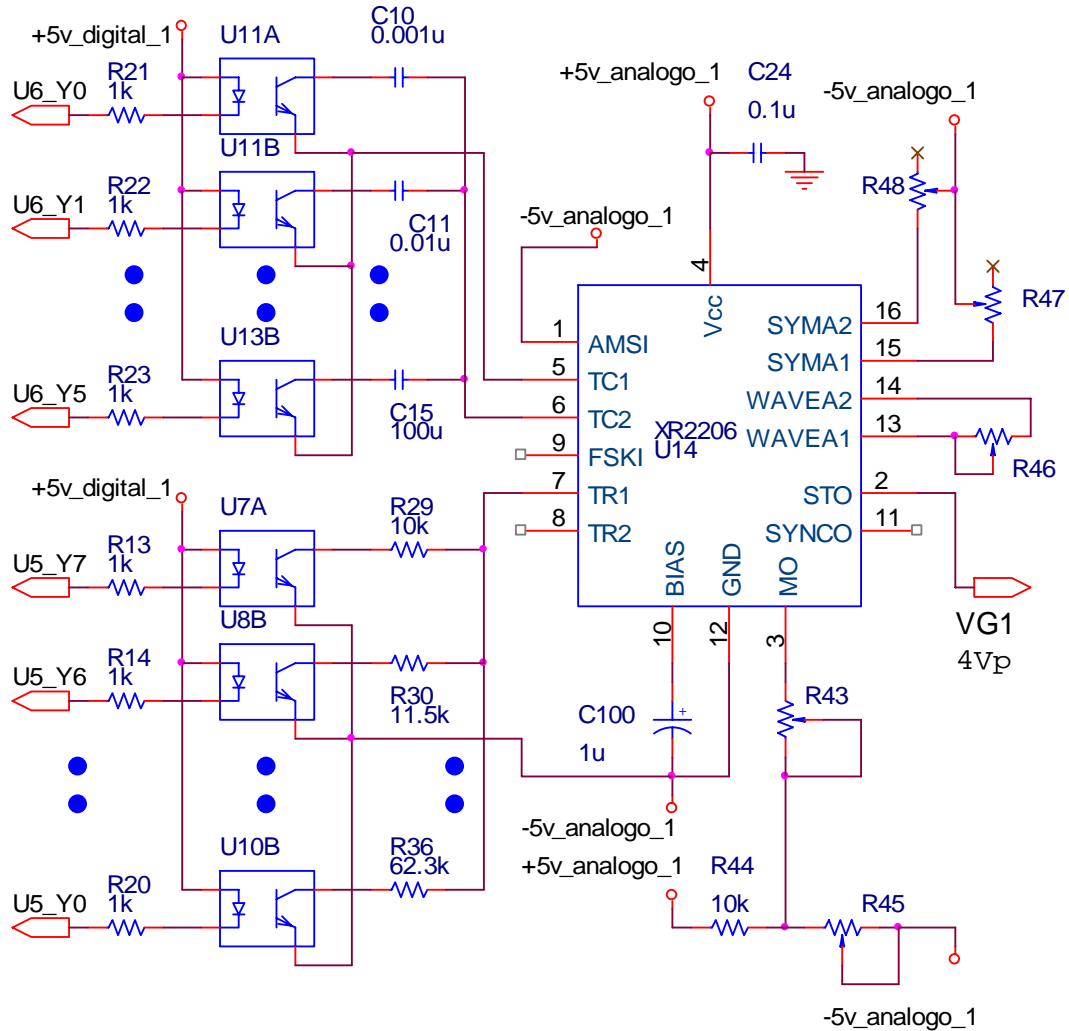 +5v_digital_1
U11A
C10
0.001u
R21
1k
U6_Y0
U11B
R22
1k
U6_Y1
C11
0.01u
U13B
R23
1k
U6_Y5
C15
100u
+5v_digital_1
U7A
R29
10k
R13
1k
U5_Y7
U8B
R14
1k
U5_Y6
R30
11.5k
U10B
R36
62.3k
R20
1k
U5_Y0
+5v_analogo_1
C24
0.1u
-5v_analogo_1
R48
R47
-5v_analogo_1
4
Vcc
1
AMSI
5
TC1
6
TC2
9
FSKI
7
TR1
8
TR2
XR2206
U14
16
SYMA2
15
SYMA1
14
WAVEA2
13
WAVEA1
2
STO
11
SYNCO
R46
BIAS
GND
MO
10
12
3
VG1
4Vp
C100
+
1u
R43
-5v_analogo_1
+5v_analogo_1
R44
10k
R45
-5v_analogo_1